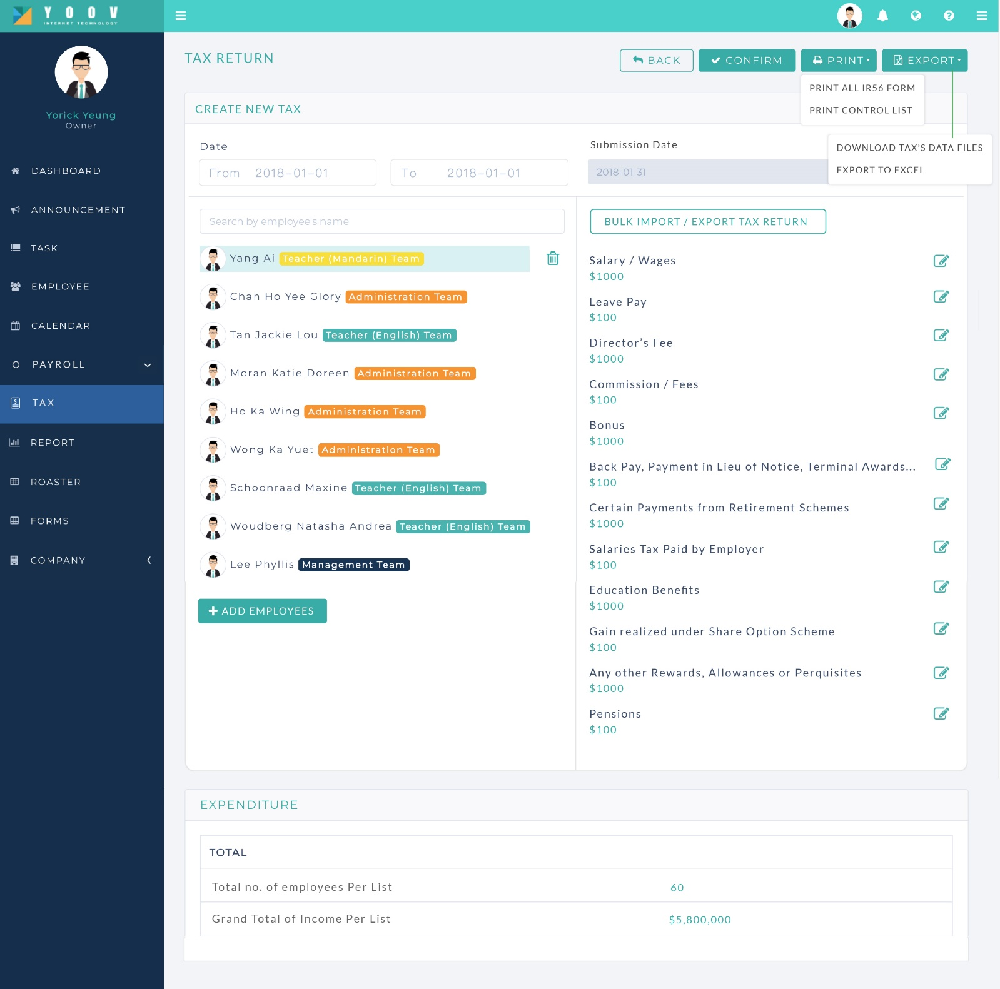 YOOV
INTERNET TECHNOLOGY
Yorick Yeung
Owner
DASHBOARD
ANNOUNCEMENT
TASK
EMPLOYEE
CALENDAR
PAYROLL
TAX
REPORT
ROASTER
FORMS
COMPANY
TAX RETURN
BACK
CONFIRM
PRINT
EXPORT
PRINT ALL IR56 FORM
PRINT CONTROL LIST
DOWNLOAD TAX’S DATA FILES
EXPORT TO EXCEL
CREATE NEW TAX
Date
From 2018-01-01
To 2018-01-01
Submission Date
2018-01-31
Search by employee's name
Yang Ai Teacher (Mandarin) Team
Chan Ho Yee Glory Administration Team
Tan Jackie Lou Teacher (English) Team
Moran Katie Doreen Administration Team
Ho Ka Wing Administration Team
Wong Ka Yuet Administration Team
Schoonraad Maxine Teacher (English) Team
Woudberg Natasha Andrea Teacher (English) Team
Lee Phyllis Management Team
ADD EMPLOYEES
BULK IMPORT / EXPORT TAX RETURN
Salary / Wages
$1000
Leave Pay
$100
Director’s Fee
$1000
Commission / Fees
$100
Bonus
$1000
Back Pay, Payment in Lieu of Notice, Terminal Awards...
$100
Certain Payments from Retirement Schemes
$1000
Salaries Tax Paid by Employer
$100
Education Benefits
$1000
Gain realized under Share Option Scheme
$100
Any other Rewards, Allowances or Perquisites
$1000
Pensions
$100
EXPENDITURE
TOTAL
Total no. of employees Per List 60
Grand Total of Income Per List $5,800,000